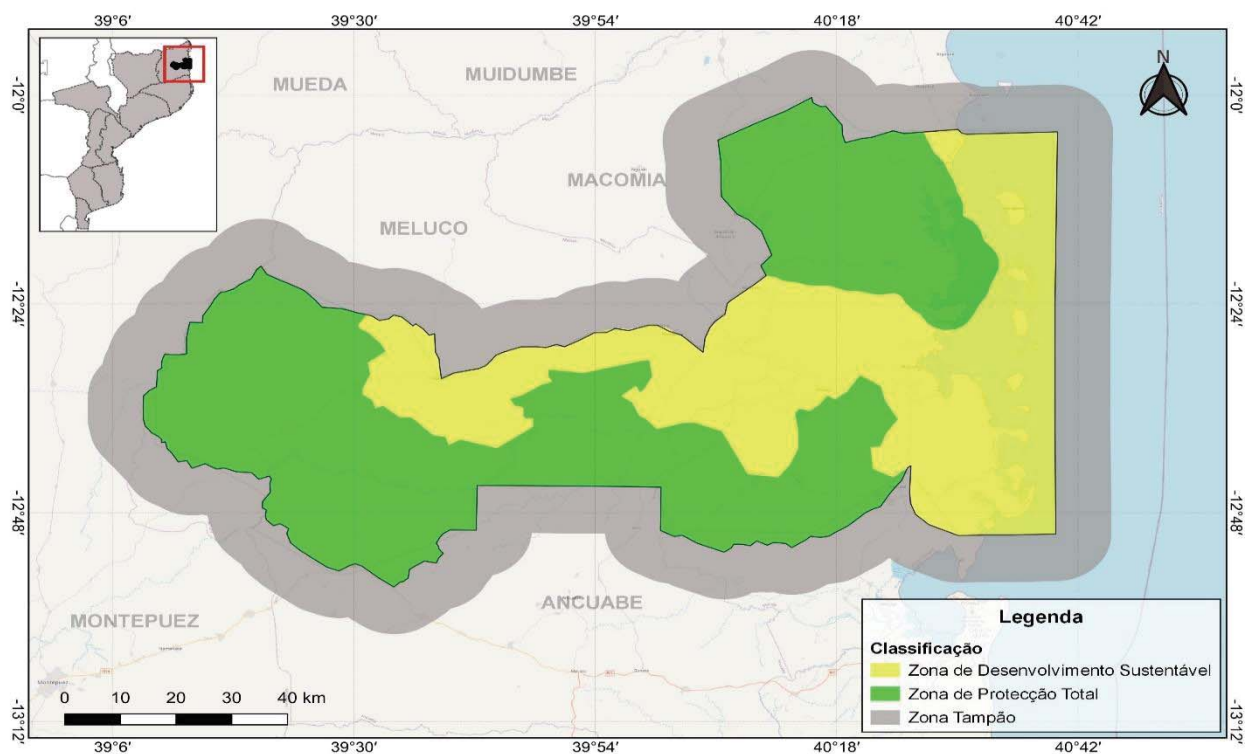 39°6′ 39°30′ 39°54′ 40°18′ 40°42′
N
MUEDA
MUIDUMBE
-12°0′ -12°0′
MACOMIA
MELUCO
-12°24′ -12°24′
-12°48′ -12°48′
ANCUABE
MONTEPUEZ
Legenda
Classificação
Zona de Desenvolvimento Sustentável
Zona de Protecção Total
Zona Tampão
Montepuez
0 10 20 30 40 km
-13°12′ -13°12′
39°6′ 39°30′ 39°54′ 40°18′ 40°42′